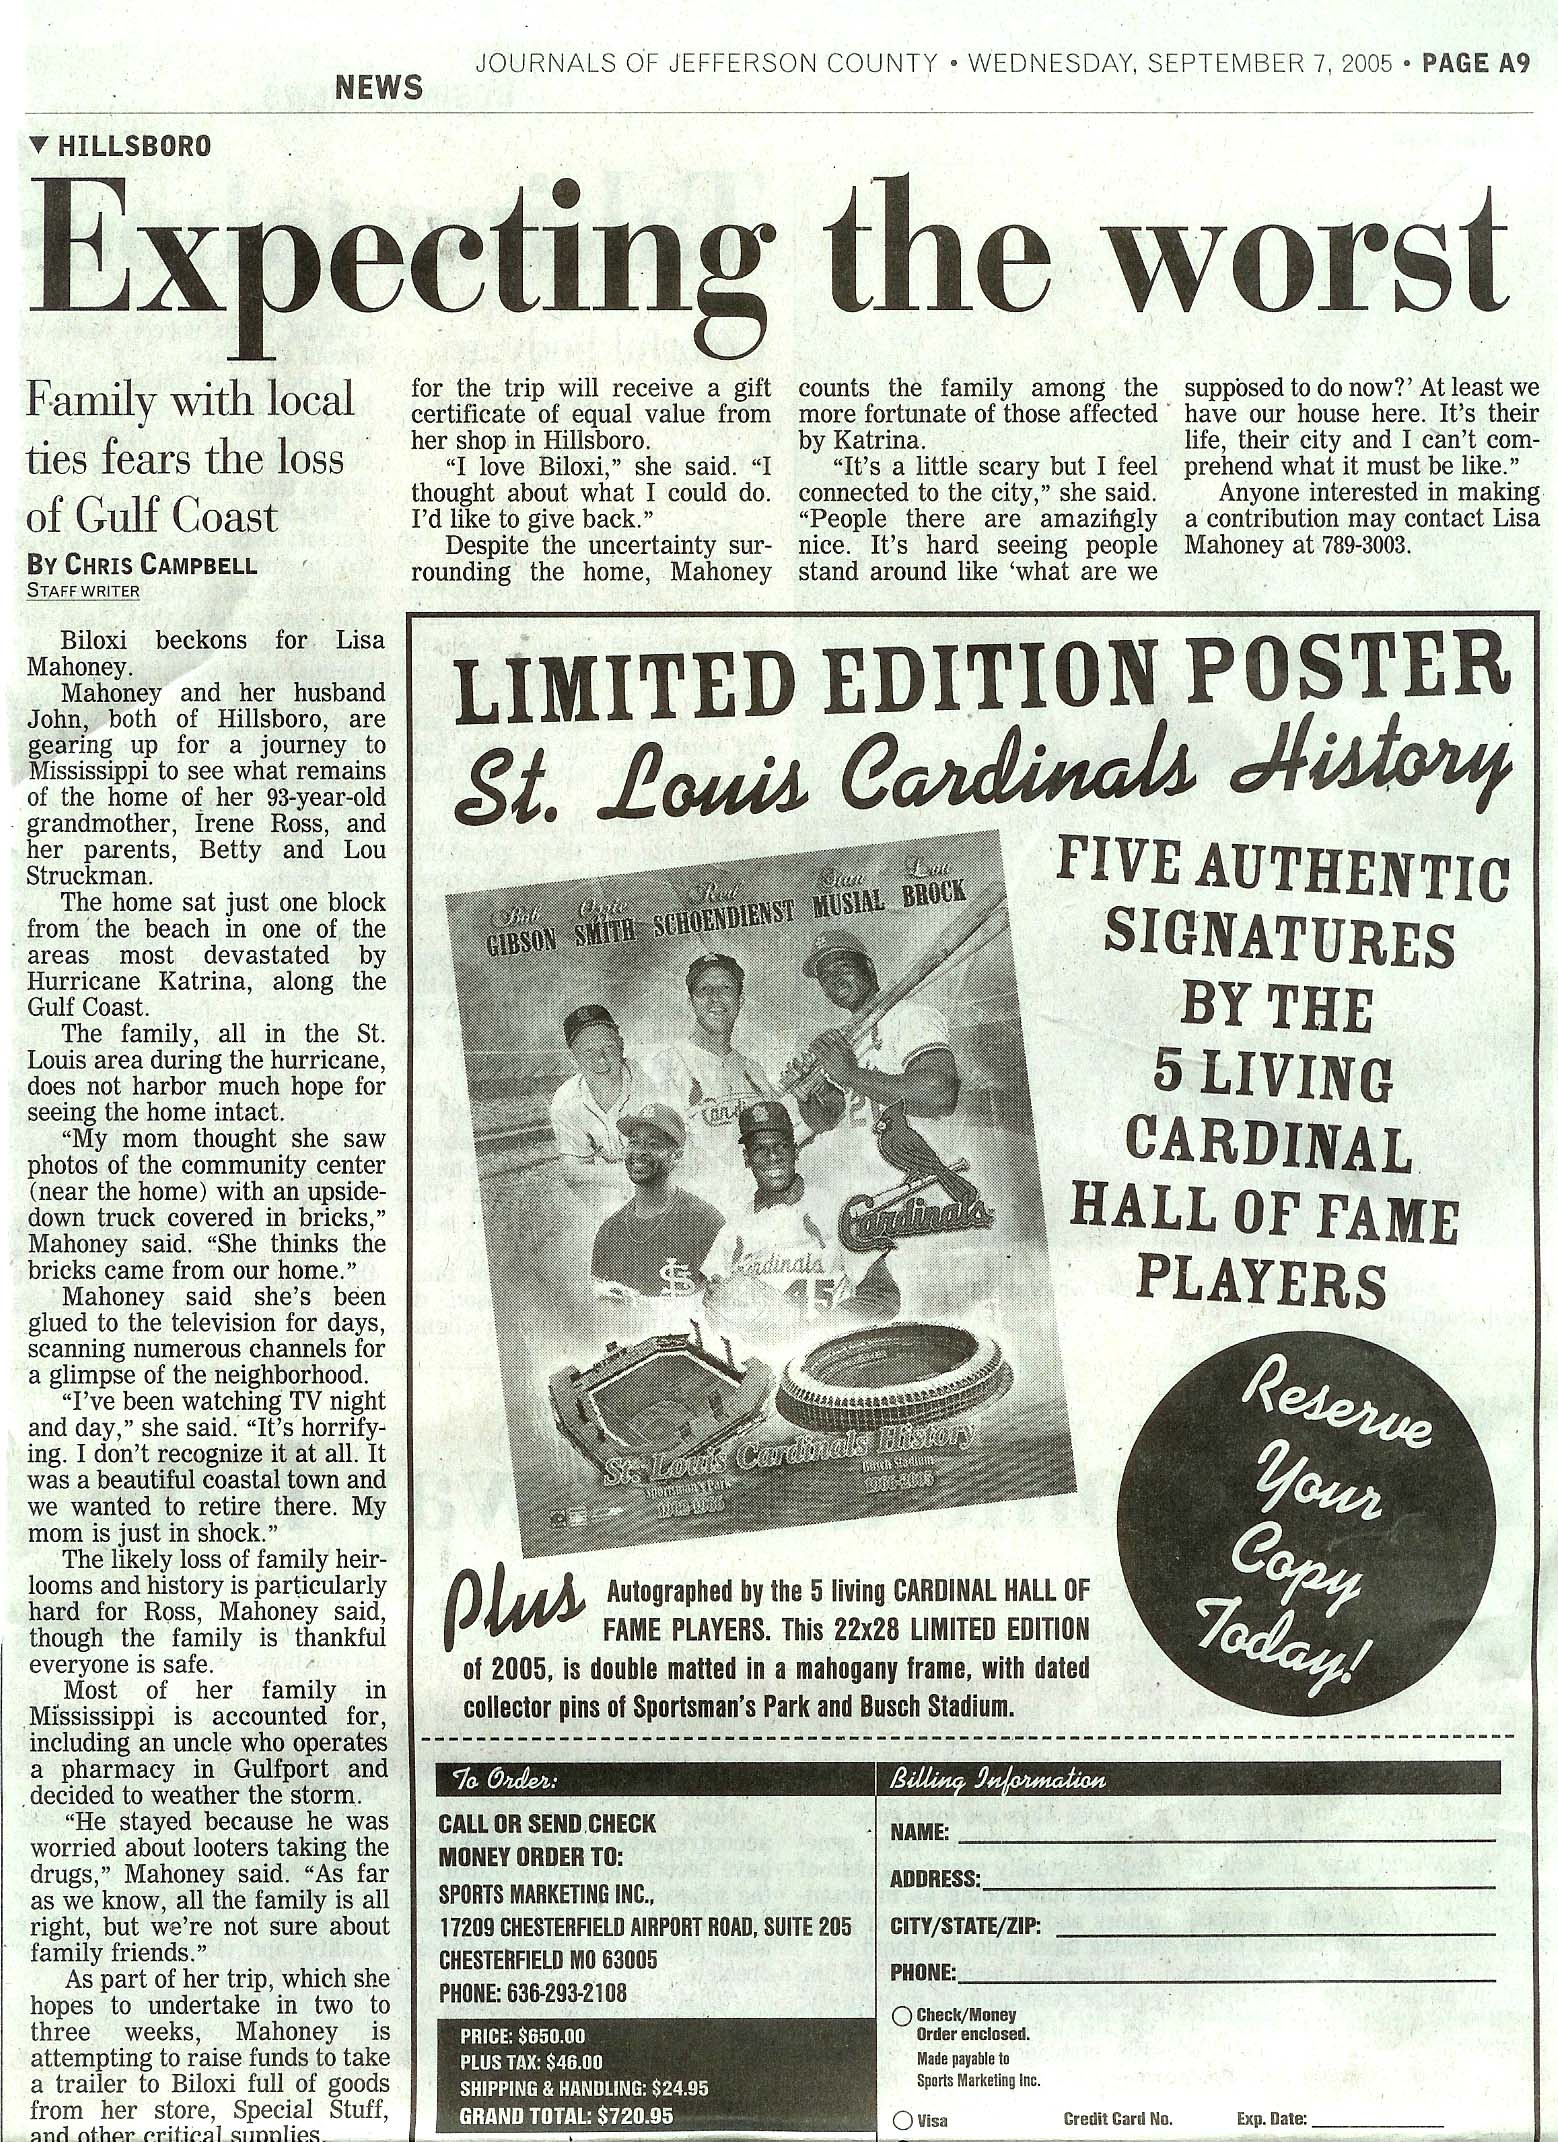 JOURNALS OF JEFFERSON COUNTY • WEDNESDAY, SEPTEMBER 7, 2005 • PAGE A9
NEWS
▼ HILLSBORO
Expecting the worst
Family with local
ties fears the loss
of Gulf Coast
BY CHRIS CAMPBELL
STAFF WRITER
Biloxi beckons for Lisa
Mahoney.
Mahoney and her husband
John, both of Hillsboro, are
gearing up for a journey to
Mississippi to see what remains
of the home of her 93-year-old
grandmother, Irene Ross, and
her parents, Betty and Lou
Struckman.
The home sat just one block
from the beach in one of the
areas most devastated by
Hurricane Katrina, along the
Gulf Coast.
The family, all in the St.
Louis area during the hurricane,
does not harbor much hope for
seeing the home intact.
“My mom thought she saw
photos of the community center
(near the home) with an upside-
down truck covered in bricks,”
Mahoney said. “She thinks the
bricks came from our home.”
Mahoney said she’s been
glued to the television for days,
scanning numerous channels for
a glimpse of the neighborhood.
“I’ve been watching TV night
and day,” she said. “It’s horrify-
ing. I don’t recognize it at all. It
was a beautiful coastal town and
we wanted to retire there. My
mom is just in shock.”
The likely loss of family heir-
looms and history is particularly
hard for Ross, Mahoney said,
though the family is thankful
everyone is safe.
Most of her family in
Mississippi is accounted for,
including an uncle who operates
a pharmacy in Gulfport and
decided to weather the storm.
“He stayed because he was
worried about looters taking the
drugs,” Mahoney said. “As far
as we know, all the family is all
right, but we’re not sure about
family friends.”
As part of her trip, which she
hopes to undertake in two to
three weeks, Mahoney is
attempting to raise funds to take
a trailer to Biloxi full of goods
from her store, Special Stuff,
and other critical supplies.
for the trip will receive a gift
certificate of equal value from
her shop in Hillsboro.
“I love Biloxi,” she said. “I
thought about what I could do.
I’d like to give back.”
Despite the uncertainty sur-
rounding the home, Mahoney
counts the family among the
more fortunate of those affected
by Katrina.
“It’s a little scary but I feel
connected to the city,” she said.
“People there are amazingly
nice. It’s hard seeing people
stand around like ‘what are we
supposed to do now?’ At least we
have our house here. It’s their
life, their city and I can’t com-
prehend what it must be like.”
Anyone interested in making
a contribution may contact Lisa
Mahoney at 789-3003.
LIMITED EDITION POSTER
St. Louis Cardinals History
Bob GIBSON
Ozzie SMITH
Red SCHOENDIENST
Stan MUSIAL
Lou BROCK
Cardinals
Cardinals
45
St. Louis Cardinals History
Sportsman's Park
Busch Stadium
1966-2005
FIVE AUTHENTIC
SIGNATURES
BY THE
5 LIVING
CARDINAL
HALL OF FAME
PLAYERS
Reserve
Your
Copy
Today!
Plus Autographed by the 5 living CARDINAL HALL OF
FAME PLAYERS. This 22x28 LIMITED EDITION
of 2005, is double matted in a mahogany frame, with dated
collector pins of Sportsman’s Park and Busch Stadium.
To Order:
CALL OR SEND CHECK
MONEY ORDER TO:
SPORTS MARKETING INC.,
17209 CHESTERFIELD AIRPORT ROAD, SUITE 205
CHESTERFIELD MO 63005
PHONE: 636-293-2108
PRICE: $650.00
PLUS TAX: $46.00
SHIPPING & HANDLING: $24.95
GRAND TOTAL: $720.95
Billing Information
NAME:
ADDRESS:
CITY/STATE/ZIP:
PHONE:
Check/Money
Order enclosed.
Made payable to
Sports Marketing Inc.
Visa Credit Card No. Exp. Date: